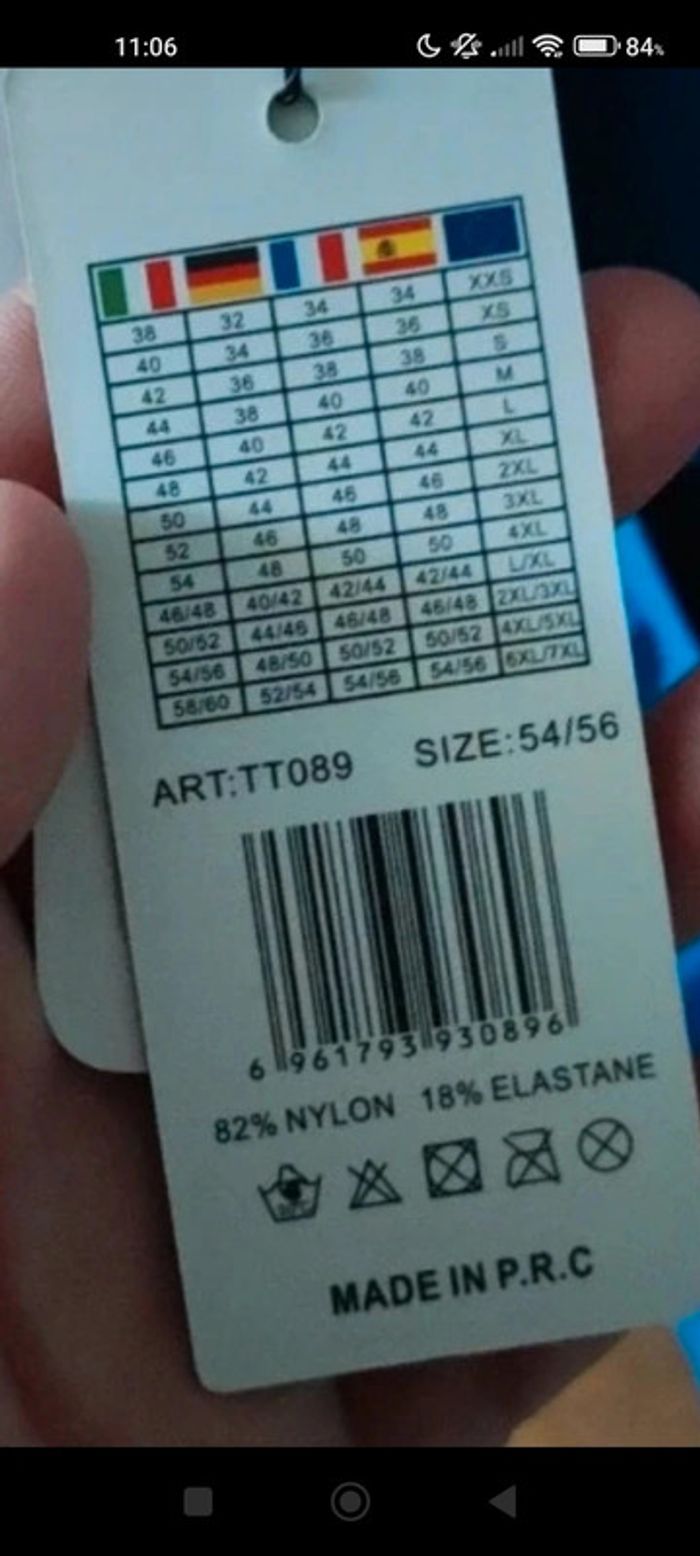 11:06 84%
38 32 34 34 XXS
40 34 36 36 XS
42 36 38 38 S
44 38 40 40 M
46 40 42 42 L
48 42 44 44 XL
50 44 46 46 2XL
52 46 48 48 3XL
54 48 50 50 4XL
46/48 40/42 42/44 42/44 L/XL
50/52 44/46 46/48 46/48 2XL/3XL
54/56 48/50 50/52 50/52 4XL/5XL
58/60 52/54 54/56 54/56 6XL/7XL
ART:TT089 SIZE:54/56
6 961793 930896
82% NYLON 18% ELASTANE
MADE IN P.R.C